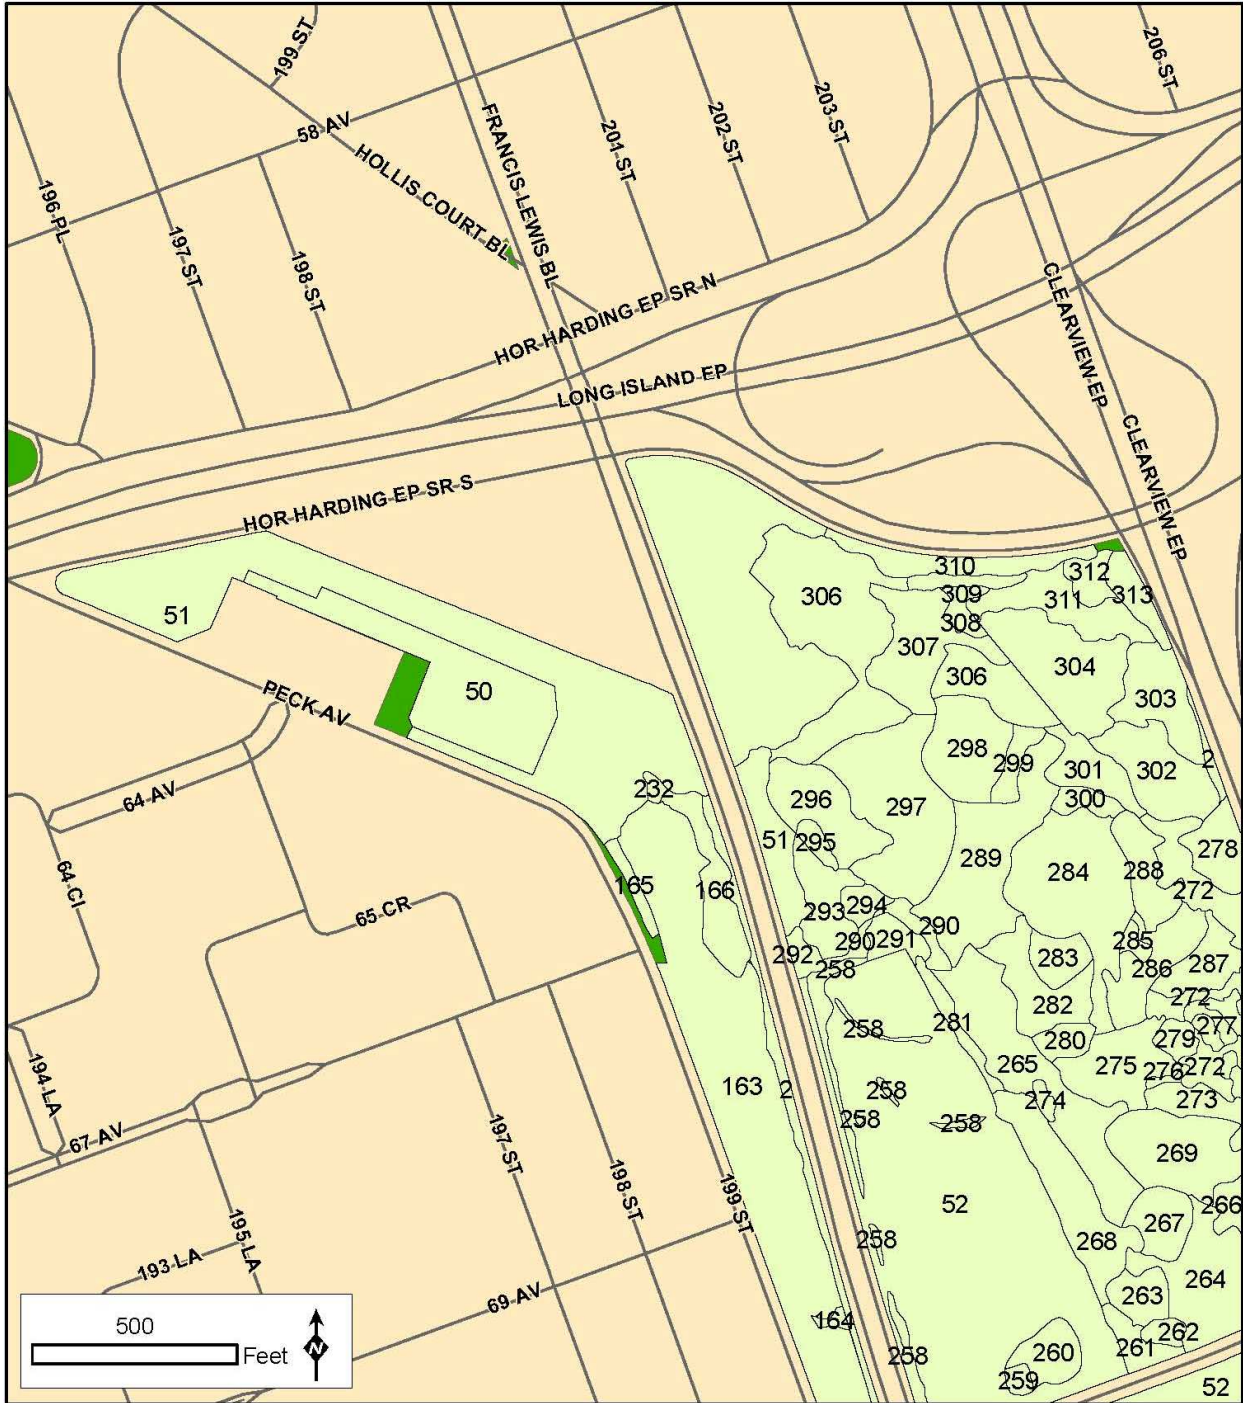 199 ST
206 ST
58 AV
FRANCIS LEWIS BL
201 ST
202 ST
203 ST
HOLLIS COURT BL
196 PL
197 ST
198 ST
CLEARVIEW EP
HOR HARDING EP SR N
LONG ISLAND EP
CLEARVIEW EP
HOR HARDING EP SR S
310
312
306
309
311
313
51
308
307
304
306
50
303
PECK AV
298
299
2
301
302
64 AV
232
296
300
297
51
295
278
289
284
288
64 CI
165
166
272
65 CR
293
294
290
290
291
285
292
283
287
258
286
282
272
258
281
277
280
279
265
275
276
272
194 LA
163
2
258
274
273
258
258
67 AV
197 ST
269
198 ST
199 ST
52
266
267
195 LA
258
268
193 LA
264
69 AV
263
164
262
500
Feet
N
258
260
261
259
52